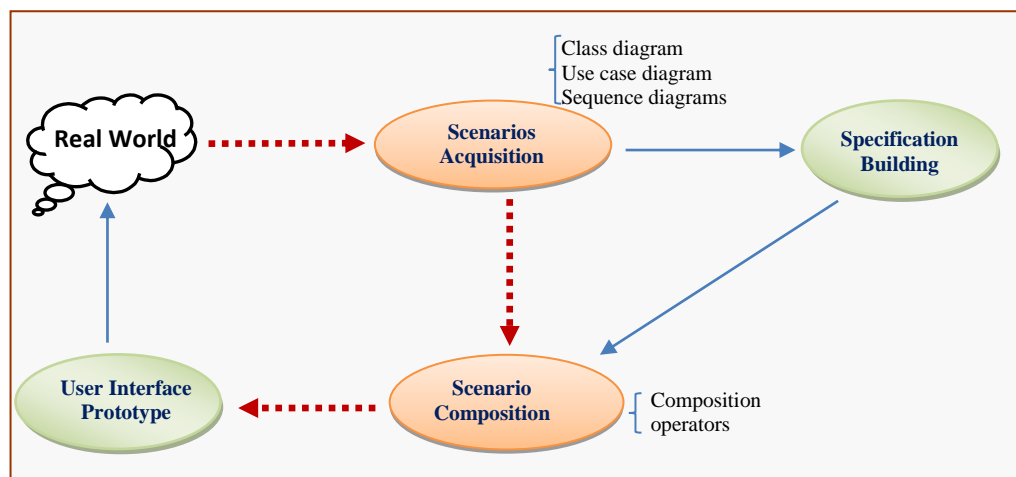 Class diagram
Use case diagram
Sequence diagrams
Real World
Scenarios
Acquisition
Specification
Building
User Interface
Prototype
Scenario
Composition
Composition
operators